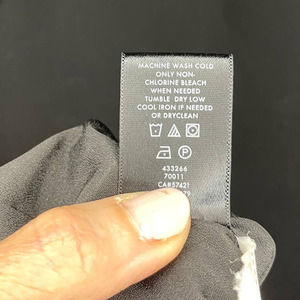 MACHINE WASH COLD
ONLY NON-
CHLORINE BLEACH
WHEN NEEDED
TUMBLE DRY LOW
COOL IRON IF NEEDED
OR DRYCLEAN
P
433266
70011
CA#57421